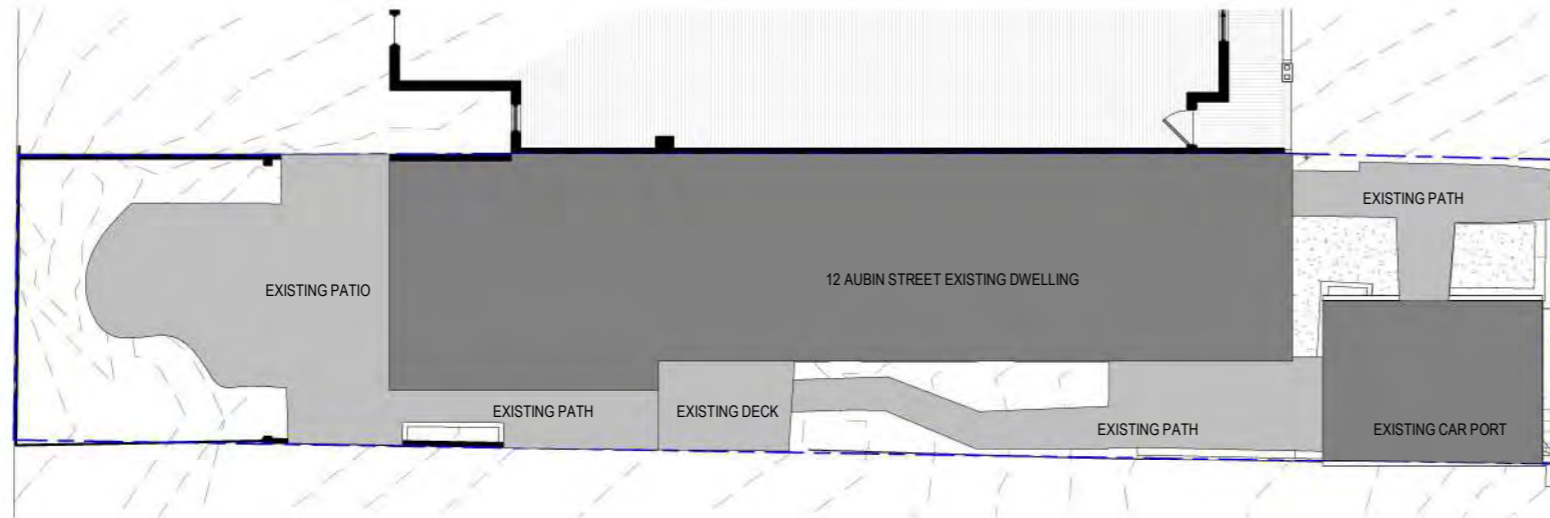 EXISTING PATH
12 AUBIN STREET EXISTING DWELLING
EXISTING PATIO
EXISTING PATH
EXISTING DECK
EXISTING PATH
EXISTING CAR PORT